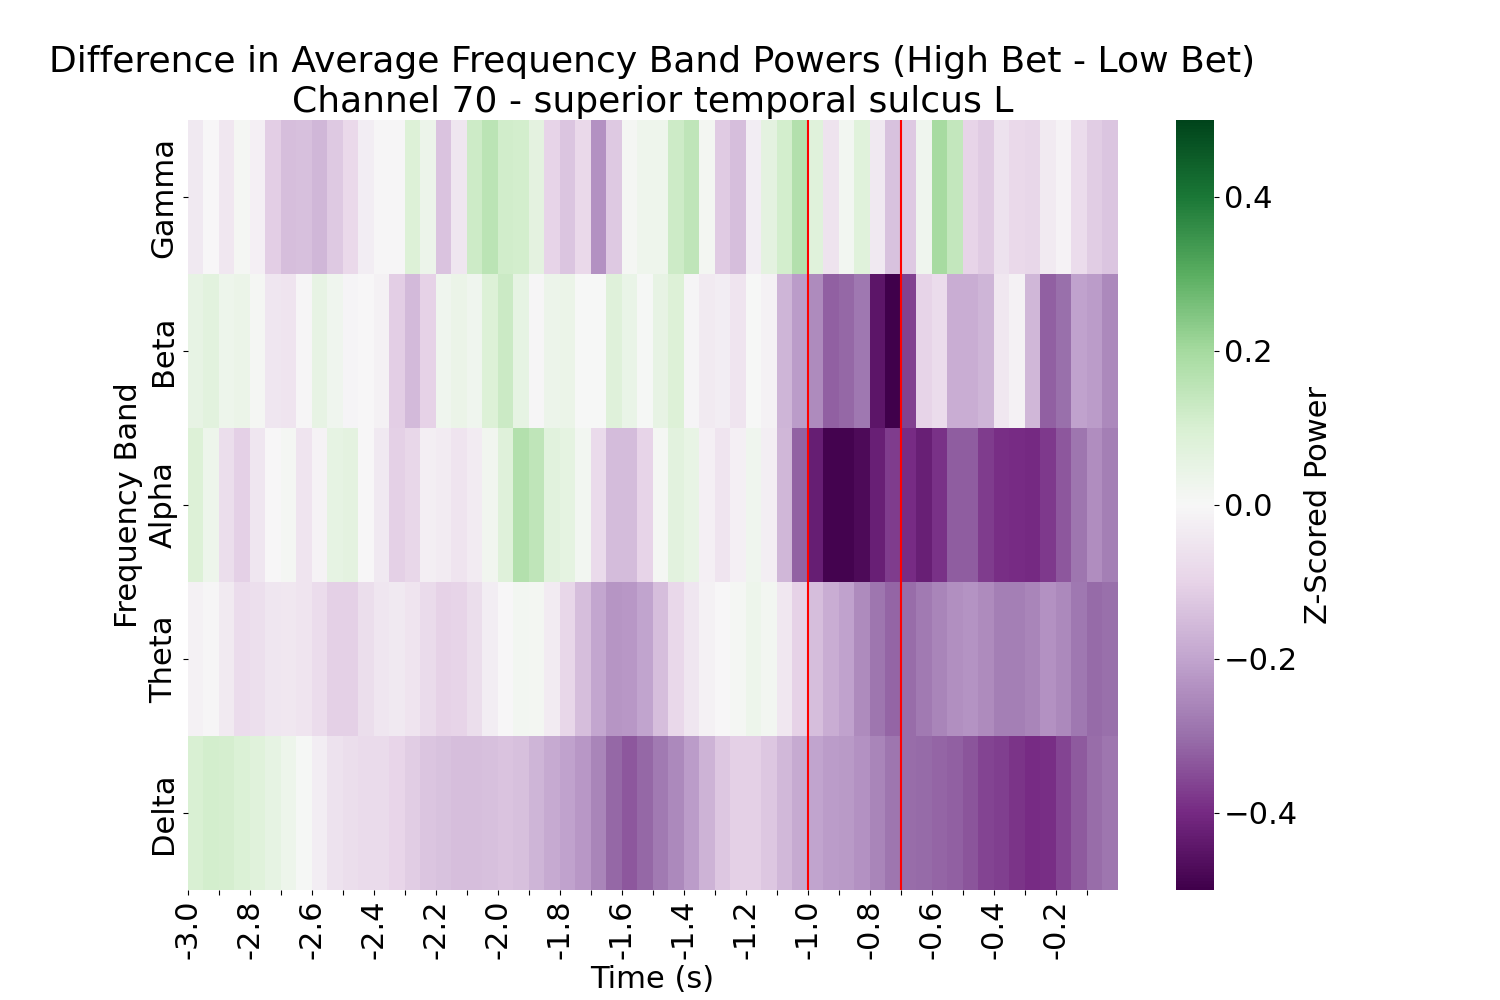 Difference in Average Frequency Band Powers (High Bet - Low Bet)
Channel 70 - superior temporal sulcus L
Frequency Band
Gamma
Beta
Alpha
Theta
Delta
-3.0
-2.8
-2.6
-2.4
-2.2
-2.0
-1.8
-1.6
-1.4
-1.2
-1.0
-0.8
-0.6
-0.4
-0.2
Time (s)
0.4
0.2
0.0
−0.2
−0.4
Z-Scored Power